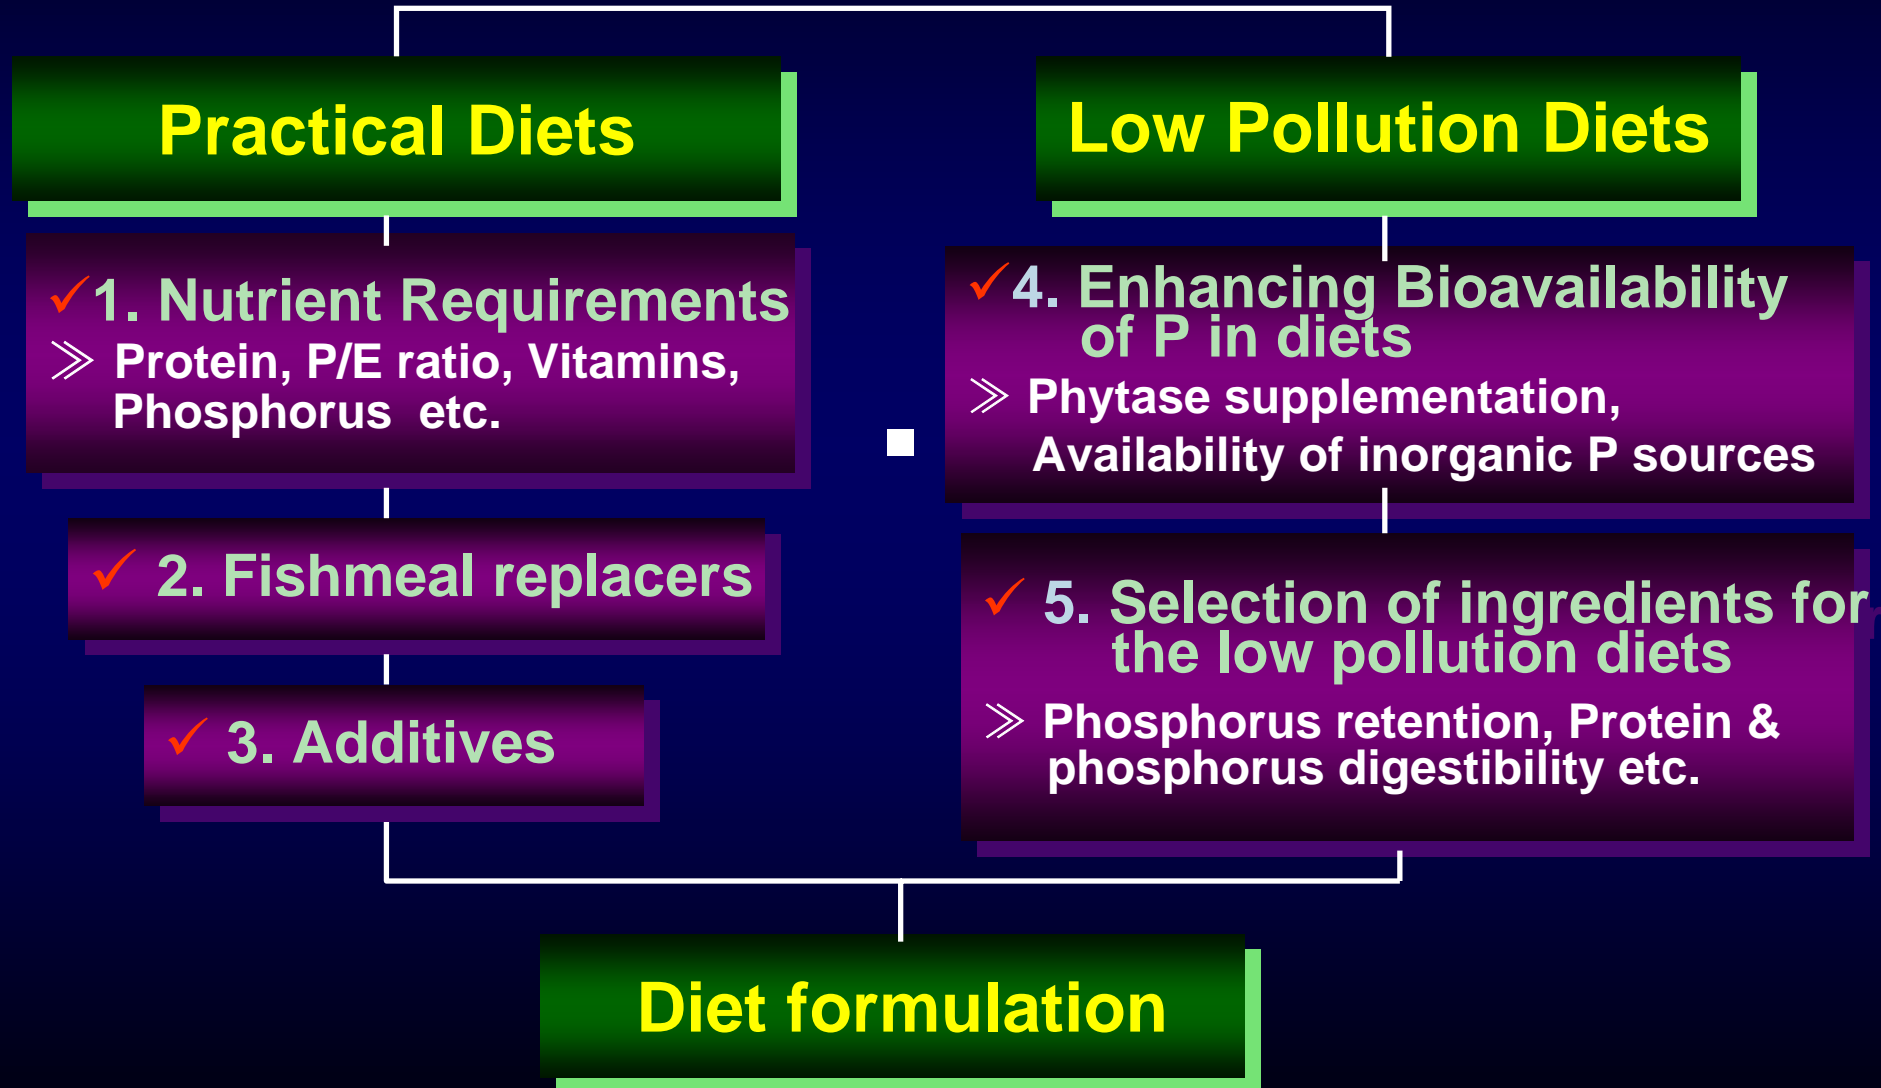 Practical Diets
✓1. Nutrient Requirements
≫ Protein, P/E ratio, Vitamins,
Phosphorus etc.
✓ 2. Fishmeal replacers
✓ 3. Additives
Low Pollution Diets
✓4. Enhancing Bioavailability
of P in diets
≫ Phytase supplementation,
Availability of inorganic P sources
✓ 5. Selection of ingredients for
the low pollution diets
≫ Phosphorus retention, Protein &
phosphorus digestibility etc.
Diet formulation